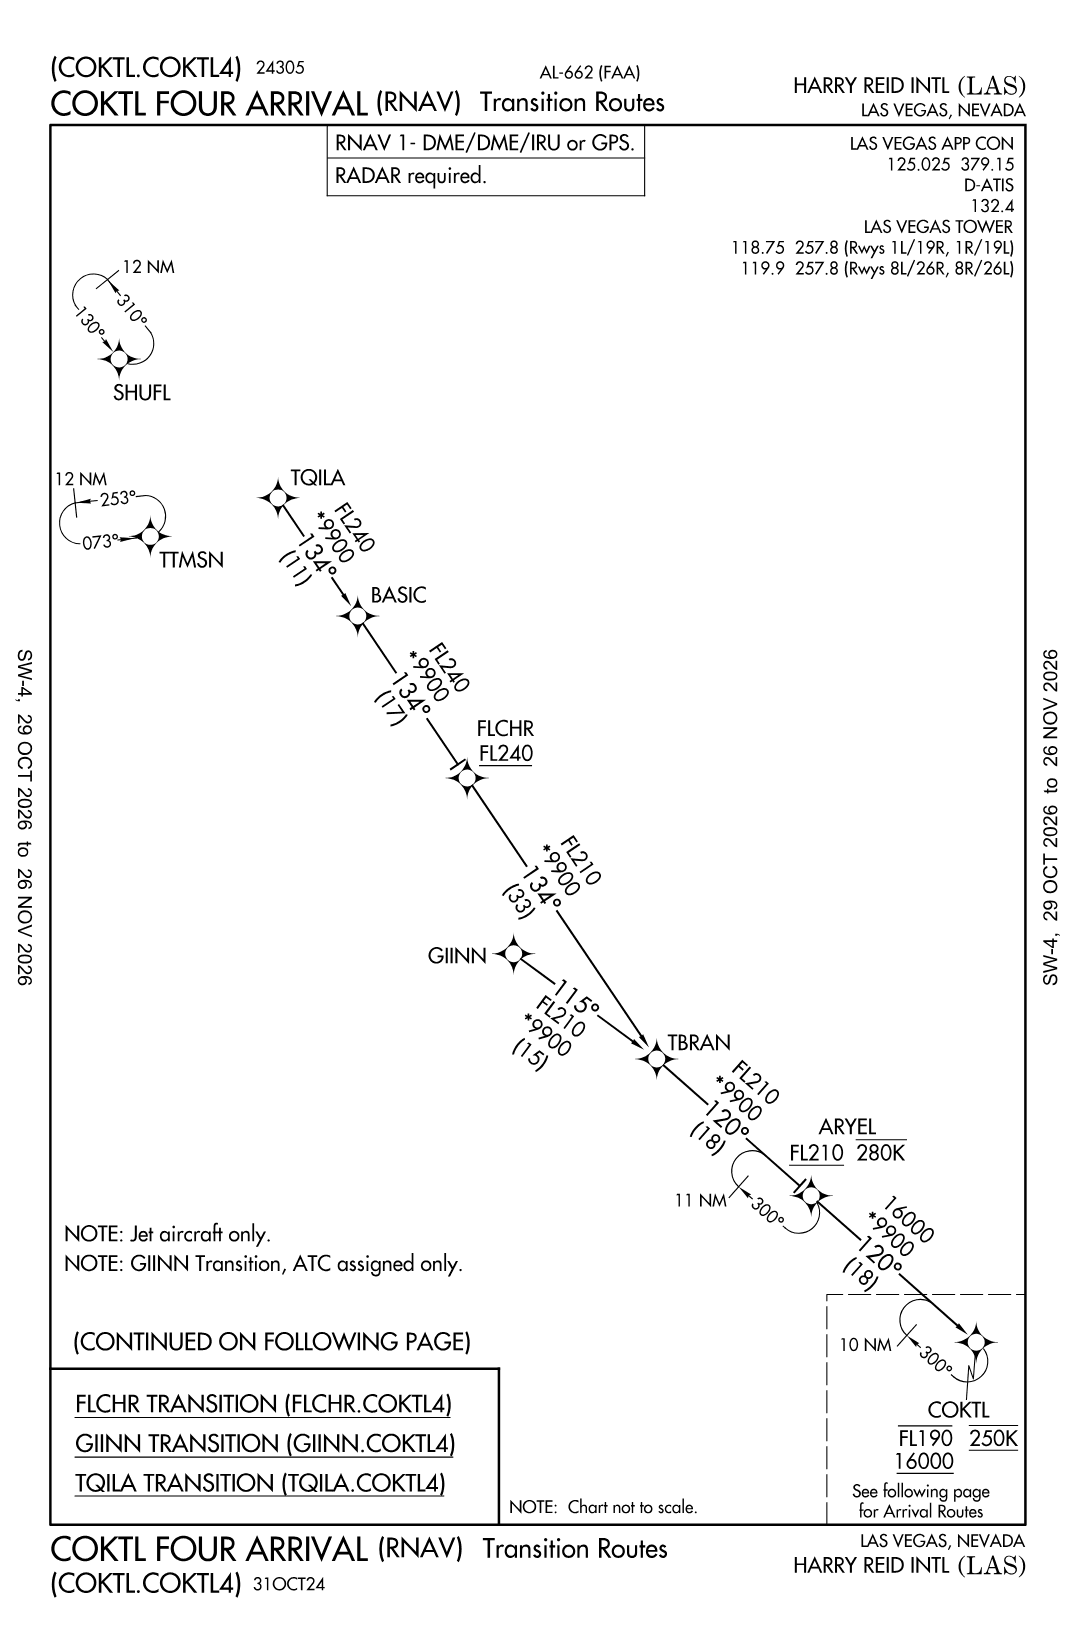 (COKTL.COKTL4) 24305
AL-662 (FAA)
HARRY REID INTL (LAS)
COKTL FOUR ARRIVAL (RNAV) Transition Routes
LAS VEGAS, NEVADA
RNAV 1- DME/DME/IRU or GPS.
RADAR required.
LAS VEGAS APP CON
125.025 379.15
D-ATIS
132.4
LAS VEGAS TOWER
118.75 257.8 (Rwys 1L/19R, 1R/19L)
119.9 257.8 (Rwys 8L/26R, 8R/26L)
12 NM
310°
130°
SHUFL
12 NM
253°
073°
TTMSN
TQILA
FL240
*9900
134°
(11)
BASIC
FL240
*9900
134°
(17)
FLCHR
FL240
FL210
*9900
134°
(33)
GIINN
115°
FL210
*9900
(15)
TBRAN
FL210
*9900
120°
(18)
ARYEL
FL210 280K
11 NM
300°
16000
*9900
120°
(18)
10 NM
300°
COKTL
FL190 250K
16000
See following page
for Arrival Routes
NOTE: Jet aircraft only.
NOTE: GIINN Transition, ATC assigned only.
(CONTINUED ON FOLLOWING PAGE)
FLCHR TRANSITION (FLCHR.COKTL4)
GIINN TRANSITION (GIINN.COKTL4)
TQILA TRANSITION (TQILA.COKTL4)
NOTE: Chart not to scale.
SW-4, 29 OCT 2026 to 26 NOV 2026
SW-4, 29 OCT 2026 to 26 NOV 2026
COKTL FOUR ARRIVAL (RNAV) Transition Routes
LAS VEGAS, NEVADA
(COKTL.COKTL4) 31OCT24
HARRY REID INTL (LAS)